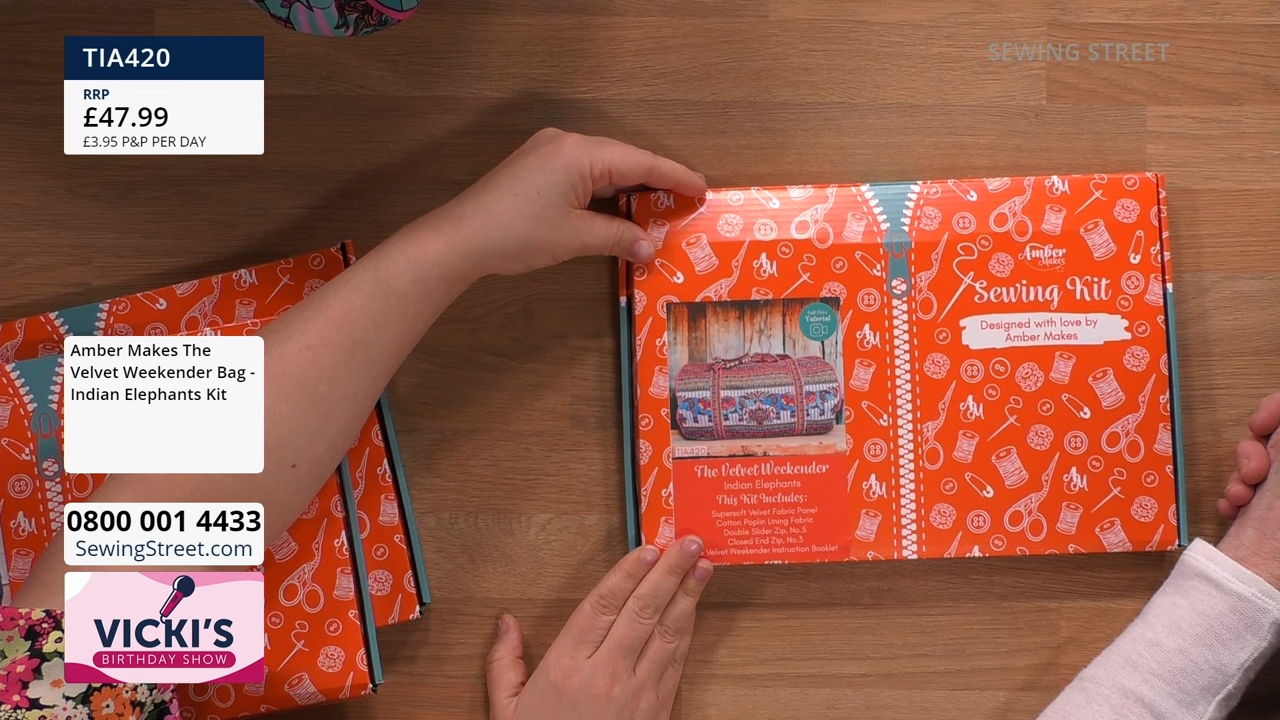 TIA420
RRP
£47.99
£3.95 P&P PER DAY
SEWING STREET
Amber Makes The
Velvet Weekender Bag -
Indian Elephants Kit
0800 001 4433
SewingStreet.com
VICKI'S
BIRTHDAY SHOW
Amber
Makes
Sewing Kit
Designed with love by
Amber Makes
Full Video
Tutorial
TIA420
The Velvet Weekender
Indian Elephants
This Kit Includes:
Supersoft Velvet Fabric Panel
Cotton Poplin Lining Fabric
Double Slider Zip, No.5
Closed End Zip, No.3
Velvet Weekender Instruction Booklet